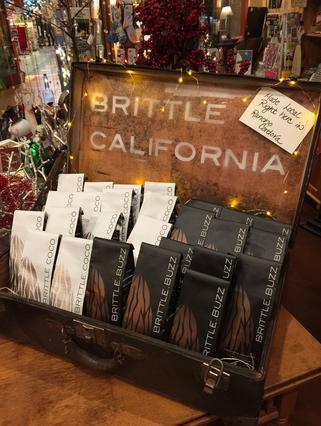 BRITTLE
CALIFORNIA
Made Local
Right here in
Rancho
Cordova
COCO
COCO
BRITTLE COCO
BRITTLE COCO
BRITTLE BUZZ
BRITTLE BUZZ
BRITTLE BUZZ
BRITTLE BUZZ